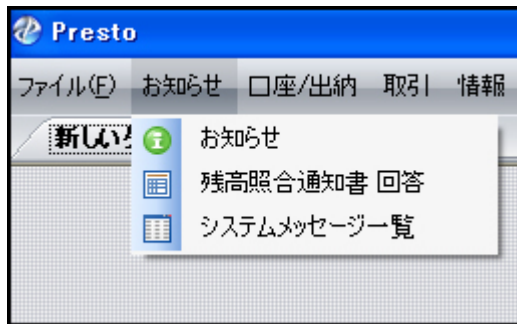 Presto
ファイル(F) お知らせ 口座/出納 取引 情報
新しい
お知らせ
残高照合通知書 回答
システムメッセージ一覧